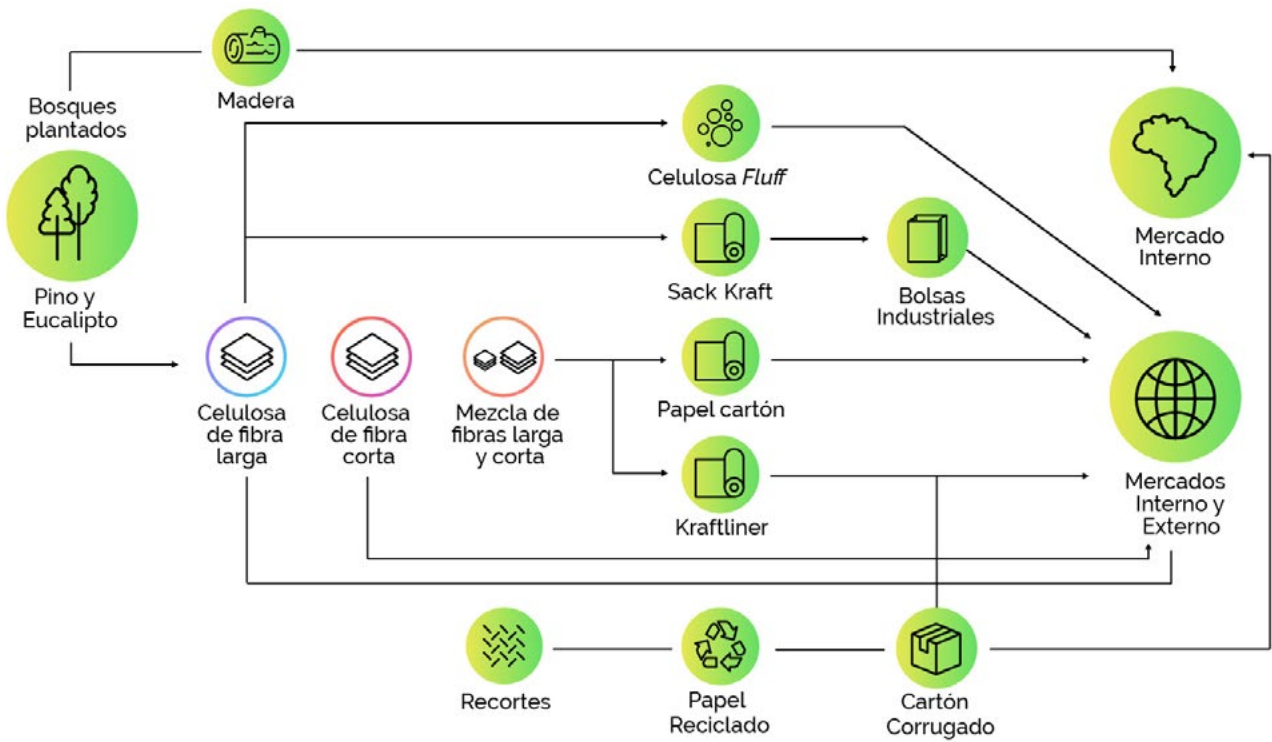 Madera
Bosques
plantados
Pino y
Eucalipto
Celulosa Fluff
Sack Kraft
Bolsas
Industriales
Mercado
Interno
Celulosa
de fibra
larga
Celulosa
de fibra
corta
Mezcla de
fibras larga
y corta
Papel cartón
Kraftliner
Mercados
Interno y
Externo
Recortes
Papel
Reciclado
Cartón
Corrugado